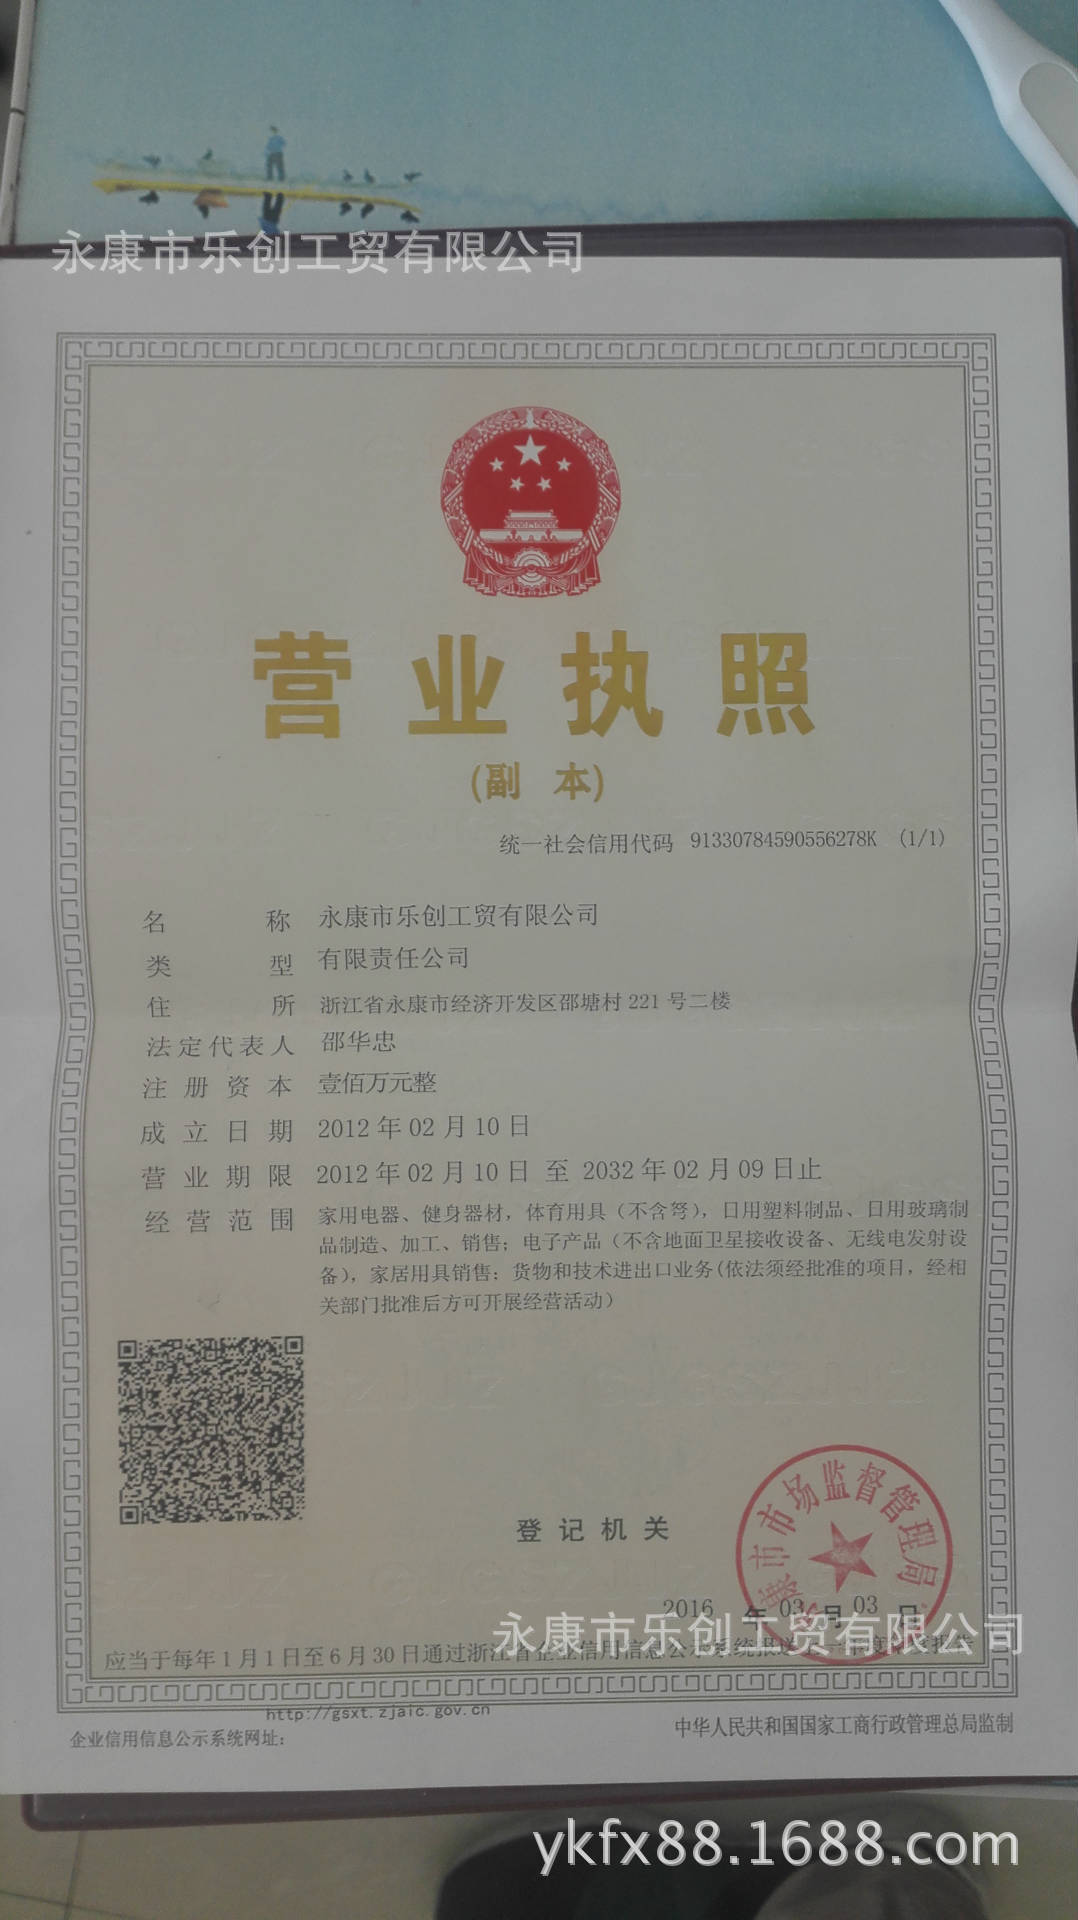 永康市乐创工贸有限公司
营业执照
(副 本)
统一社会信用代码 91330784590556278K (1/1)
名称 永康市乐创工贸有限公司
类型 有限责任公司
住所 浙江省永康市经济开发区邵塘村221号二楼
法定代表人 邵华忠
注册资本 壹佰万元整
成立日期 2012年02月10日
营业期限 2012年02月10日 至 2032年02月09日止
经营范围 家用电器、健身器材，体育用具（不含弩），日用塑料制品、日用玻璃制
品制造、加工、销售；电子产品（不含地面卫星接收设备、无线电发射设
备），家居用具销售；货物和技术进出口业务(依法须经批准的项目，经相
关部门批准后方可开展经营活动）
登记机关
康市市场监督管理局
2016 年 03 月 03 日
永康市乐创工贸有限公司
应当于每年1月1日至6月30日通过浙江省企业信用信息公示系统报送上一年度年度报告
http://gsxt.zjaic.gov.cn
企业信用信息公示系统网址：
中华人民共和国国家工商行政管理总局监制
ykfx88.1688.com